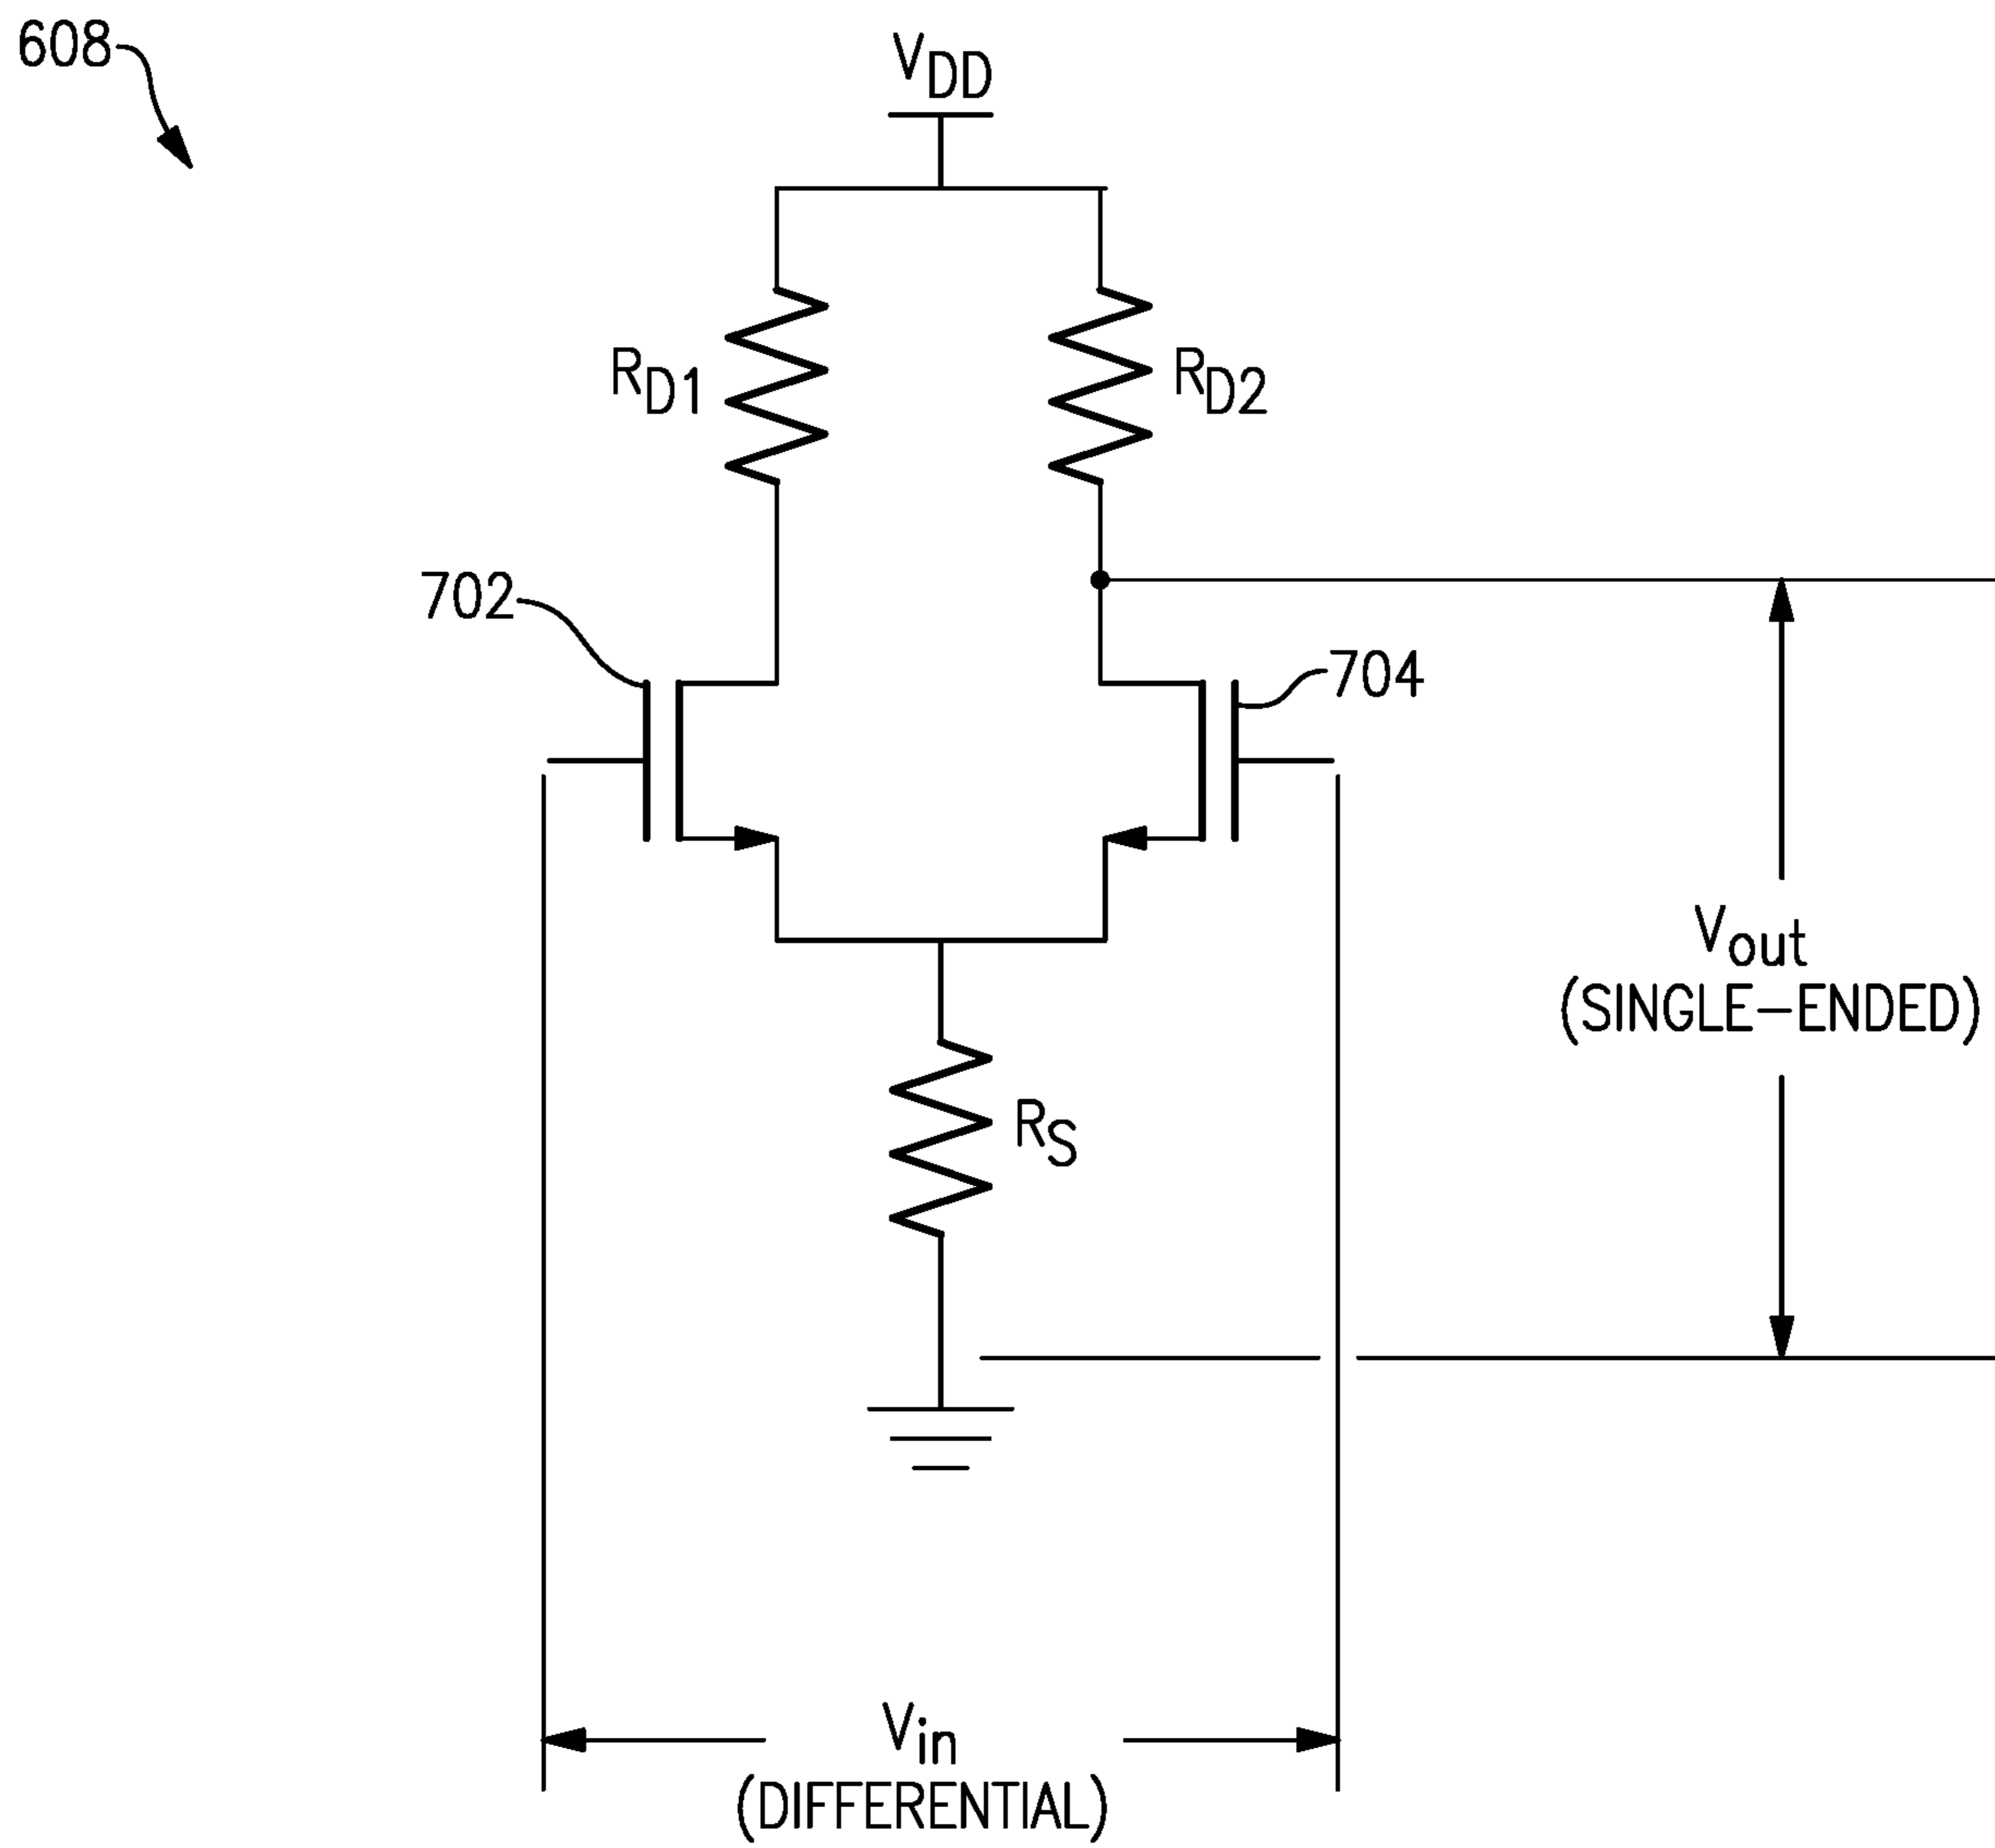 608
VDD
RD1
RD2
702
704
Vout
(SINGLE-ENDED)
RS
Vin
(DIFFERENTIAL)